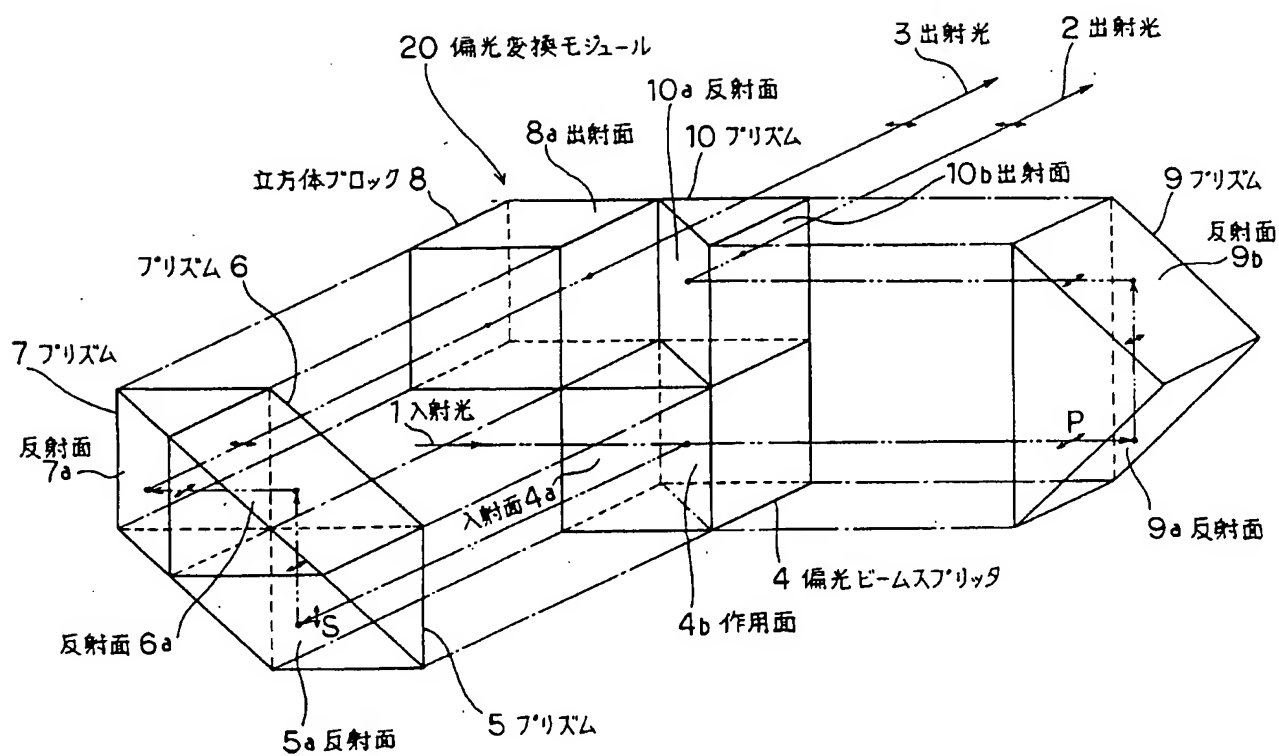 3 出射光
2 出射光
20 偏光変換モジュール
10a 反射面
10 プリズム
8a 出射面
立方体ブロック 8
10b 出射面
9 プリズム
反射面
9b
プリズム 6
7 プリズム
1 入射光
反射面
7a
入射面 4a
P
9a 反射面
4 偏光ビームスプリッタ
4b 作用面
S
反射面 6a
5 プリズム
5a 反射面